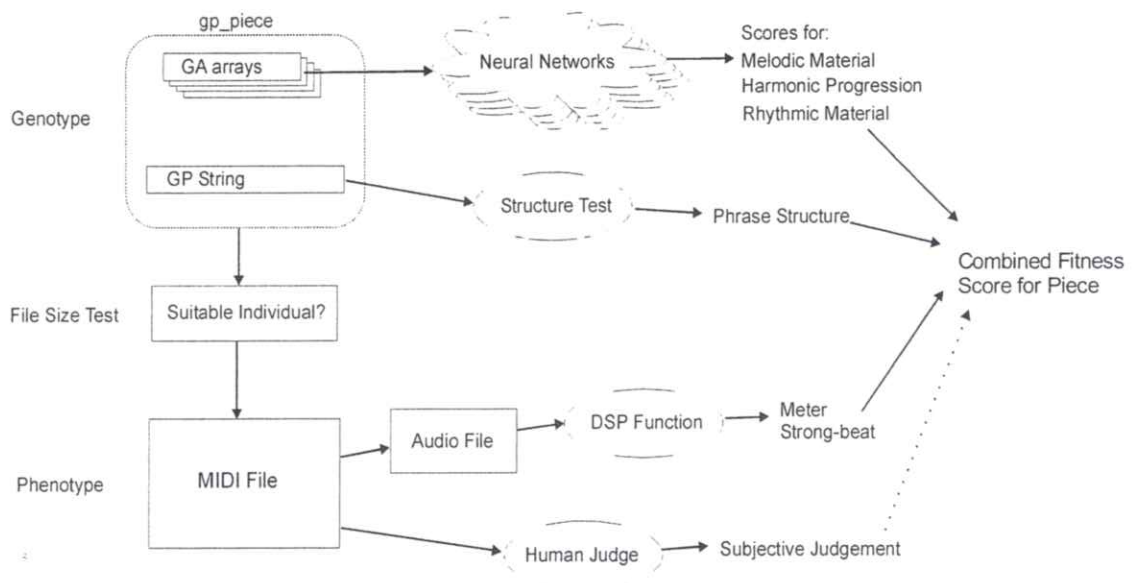 gp_piece
GA arrays
Neural Networks
Scores for:
Melodic Material
Harmonic Progression
Rhythmic Material
Genotype
GP String
Structure Test
Phrase Structure
Combined Fitness
Score for Piece
File Size Test
Suitable Individual?
Audio File
DSP Function
Meter
Strong-beat
Phenotype
MIDI File
Human Judge
Subjective Judgement